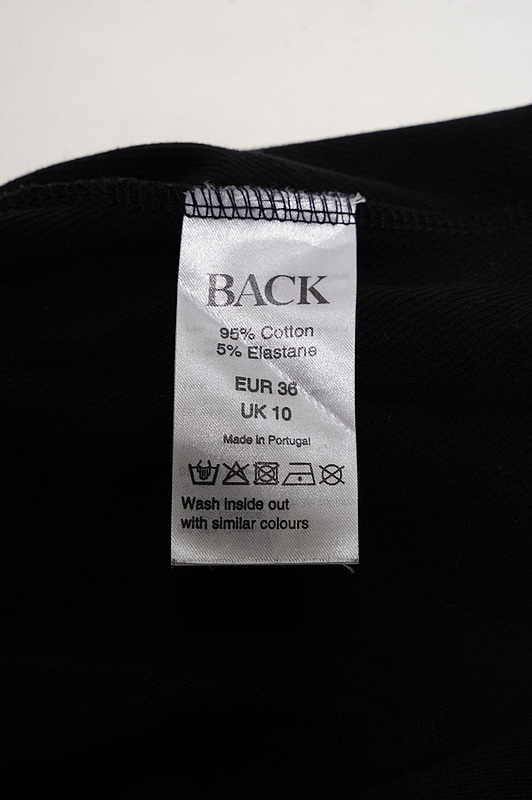 BACK
95% Cotton
5% Elastane
EUR 36
UK 10
Made in Portugal
Wash inside out
with similar colours